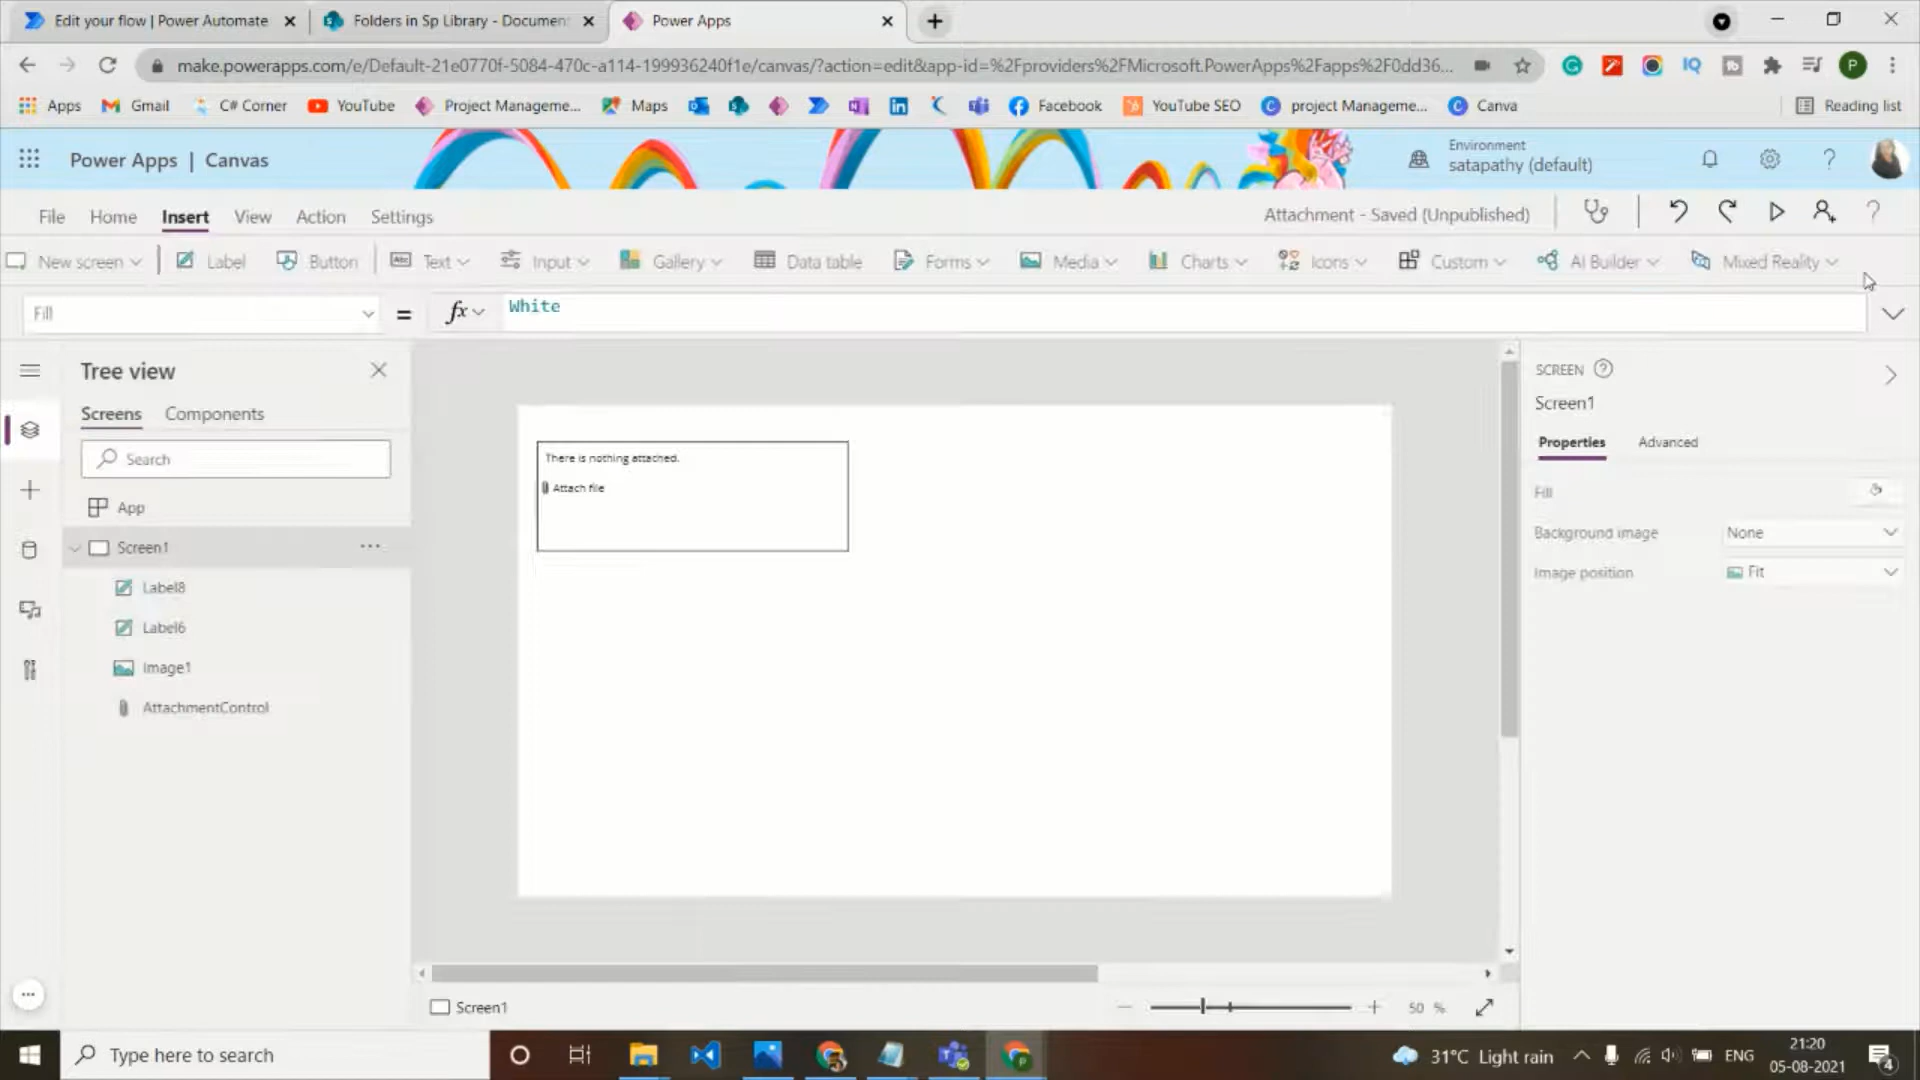 Edit your flow | Power Automate
Folders in Sp Library - Document
Power Apps
make.powerapps.com/e/Default-21e0770f-5084-470c-a114-199936240f1e/canvas/?action=edit&app-id=%2Fproviders%2FMicrosoft.PowerApps%2Fapps%2F0dd36...
P
Apps
Gmail
C# Corner
YouTube
Project Manageme...
Maps
Facebook
YouTube SEO
project Manageme...
Canva
Reading list
Power Apps | Canvas
Environment
satapathy (default)
File
Home
Insert
View
Action
Settings
Attachment - Saved (Unpublished)
New screen
Label
Button
Text
Input
Gallery
Data table
Forms
Media
Charts
Icons
Custom
AI Builder
Mixed Reality
Fill
=
fx
White
Tree view
Screens
Components
Search
App
Screen1
Label8
Label6
Image1
AttachmentControl
There is nothing attached.
Attach file
SCREEN
Screen1
Properties
Advanced
Fill
Background image
None
Image position
Fit
Screen1
50 %
Type here to search
31°C Light rain
ENG
21:20
05-08-2021
4